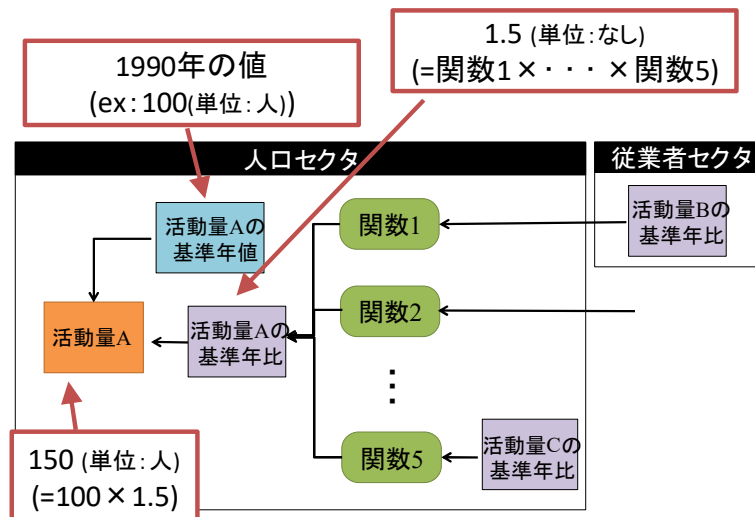 1990年の値
(ex:100(単位:人))
1.5 (単位:なし)
(=関数1×・・・×関数5)
人口セクタ
従業者セクタ
活動量Aの
基準年値
関数1
活動量Bの
基準年比
活動量A
活動量Aの
基準年比
関数2
関数5
活動量Cの
基準年比
150 (単位:人)
(=100×1.5)